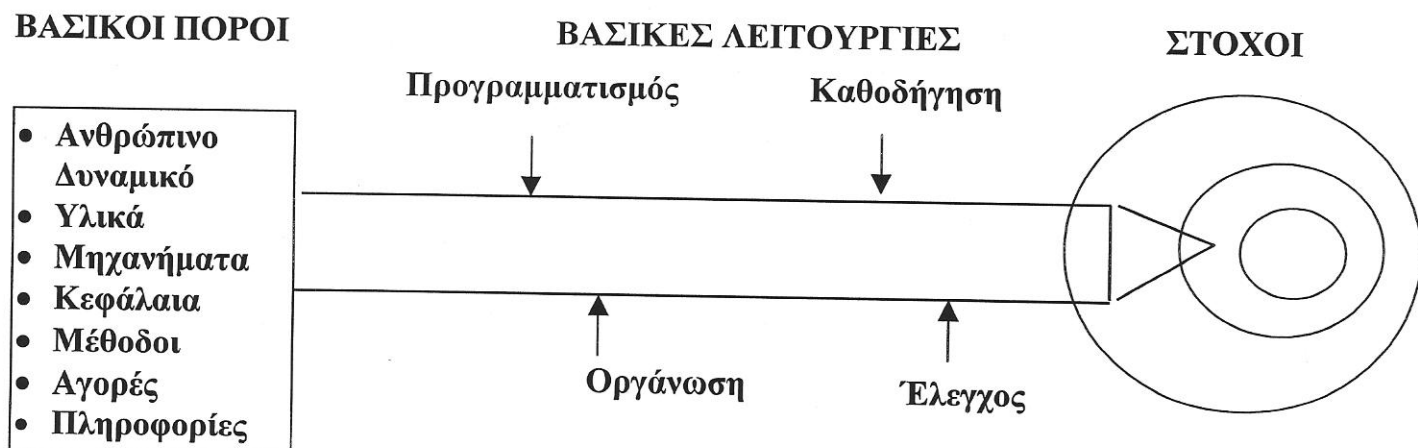 ΒΑΣΙΚΟΙ ΠΟΡΟΙ
ΒΑΣΙΚΕΣ ΛΕΙΤΟΥΡΓΙΕΣ
ΣΤΟΧΟΙ
Προγραμματισμός
Καθοδήγηση
• Ανθρώπινο
Δυναμικό
• Υλικά
• Μηχανήματα
• Κεφάλαια
• Μέθοδοι
• Αγορές
• Πληροφορίες
Οργάνωση
Έλεγχος